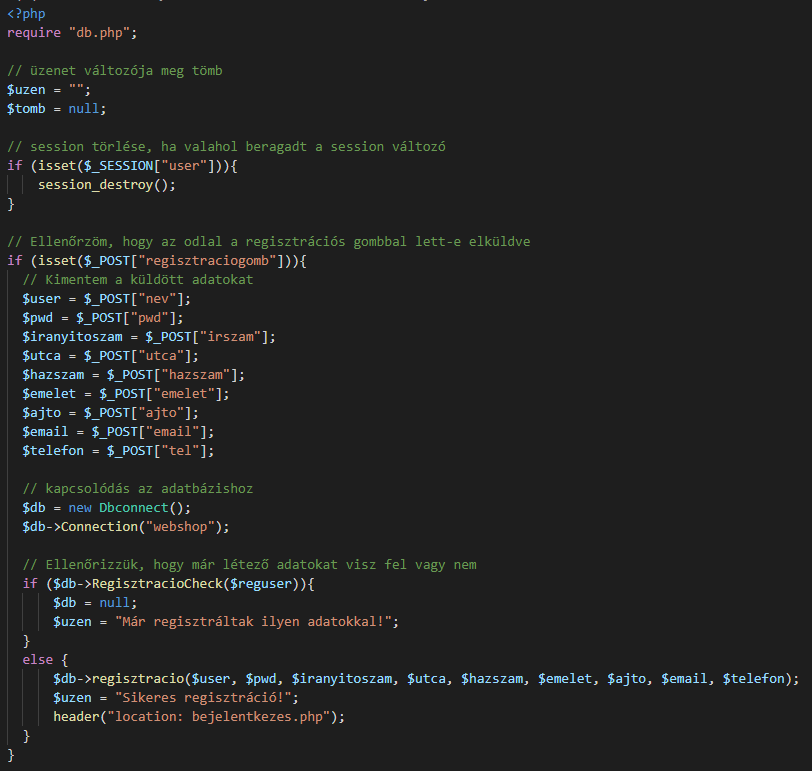 <?php
require "db.php";

// üzenet változója meg tömb
$uzen = "";
$tomb = null;

// session törlése, ha valahol beragadt a session változó
if (isset($_SESSION["user"])){
    session_destroy();
}

// Ellenőrzöm, hogy az odlal a regisztrációs gombbal lett-e elküldve
if (isset($_POST["regisztraciogomb"])){
  // Kimentem a küldött adatokat
  $user = $_POST["nev"];
  $pwd = $_POST["pwd"];
  $iranyitoszam = $_POST["irszam"];
  $utca = $_POST["utca"];
  $hazszam = $_POST["hazszam"];
  $emelet = $_POST["emelet"];
  $ajto = $_POST["ajto"];
  $email = $_POST["email"];
  $telefon = $_POST["tel"];

  // kapcsolódás az adatbázishoz
  $db = new Dbconnect();
  $db->Connection("webshop");

  // Ellenőrizzük, hogy már létező adatokat visz fel vagy nem
  if ($db->RegisztracioCheck($reguser)){
      $db = null;
      $uzen = "Már regisztráltak ilyen adatokkal!";
  }
  else {
      $db->regisztracio($user, $pwd, $iranyitoszam, $utca, $hazszam, $emelet, $ajto, $email, $telefon);
      $uzen = "Sikeres regisztráció!";
      header("location: bejelentkezes.php");
  }
}